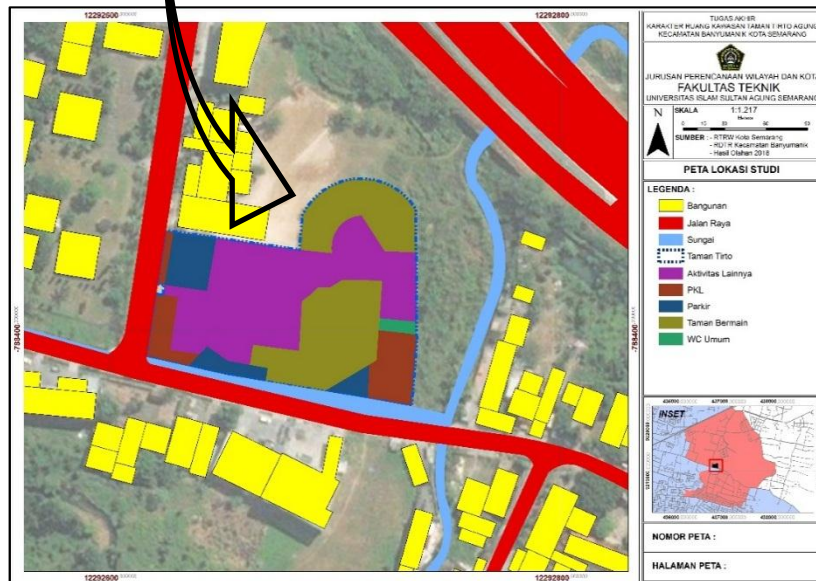 12292600
12292800
-788400
-788400
12292600
12292800
TUGAS AKHIR
KARAKTER RUANG KAWASAN TAMAN TIRTO AGUNG
KECAMATAN BANYUMANIK KOTA SEMARANG
JURUSAN PERENCANAAN WILAYAH DAN KOTA
FAKULTAS TEKNIK
UNIVERSITAS ISLAM SULTAN AGUNG SEMARANG
N
SKALA 1:1.217
SUMBER : - RTRW Kota Semarang
- RDTR Kecamatan Banyumanik
- Hasil Olahan 2018
PETA LOKASI STUDI
LEGENDA :
Bangunan
Jalan Raya
Sungai
Taman Tirto
Aktivitas Lainnya
PKL
Parkir
Taman Bermain
WC Umum
INSET
NOMOR PETA :
HALAMAN PETA :